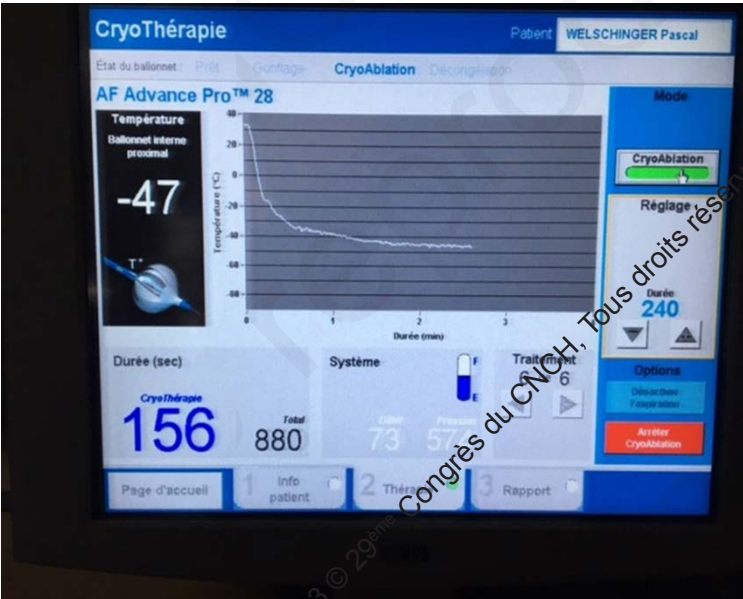 CryoThérapie
Patient WELSCHINGER Pascal
État du ballonnet : Prêt Gonflage CryoAblation Décongélation
AF Advance Pro™ 28
Mode
Température
Ballonnet interne
proximal
-47
T°
CryoAblation
Réglage
Durée
240
Température (°C)
40
20
0
-20
-40
-60
-80
0 1 2 3
Durée (min)
Durée (sec)
CryoThérapie
156
Total
880
Système
F
E
Débit
73
Pression
Traitement
6 6
Options
Désactiver
l'aspiration
Arrêter
CryoAblation
Page d'accueil
1 Info
patient
2
3 Rapport
© 29ème Congrès du CNCH, Tous droits